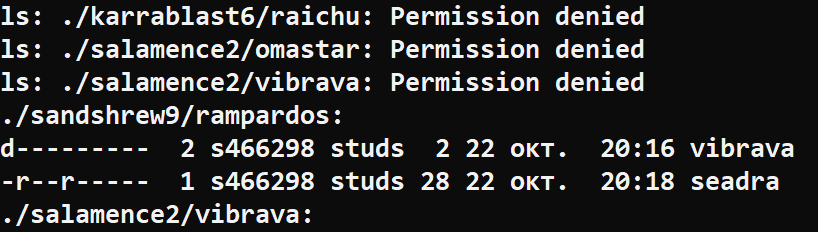 ls: ./karrablast6/raichu: Permission denied
ls: ./salamence2/omastar: Permission denied
ls: ./salamence2/vibrava: Permission denied
./sandshrew9/rampardos:
d---------  2 s466298 studs  2 22 окт.  20:16 vibrava
-r--r-----  1 s466298 studs 28 22 окт.  20:18 seadra
./salamence2/vibrava: